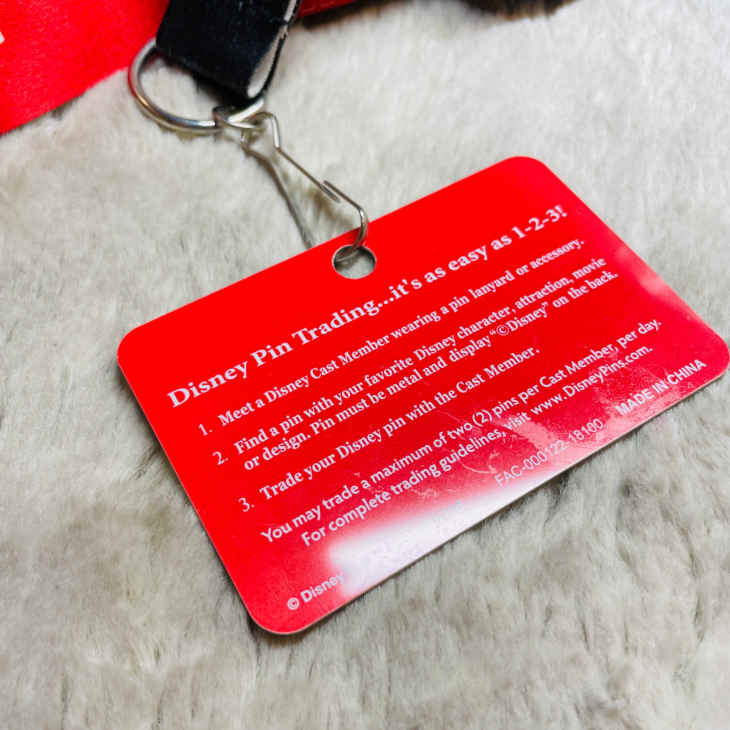 Disney Pin Trading...it's as easy as 1-2-3!
1. Meet a Disney Cast Member wearing a pin lanyard or accessory.
2. Find a pin with your favorite Disney character, attraction, movie
or design. Pin must be metal and display "©Disney" on the back.
3. Trade your Disney pin with the Cast Member.
You may trade a maximum of two (2) pins per Cast Member, per day.
For complete trading guidelines, visit www.DisneyPins.com.
© Disney FAC-000122-18160 MADE IN CHINA